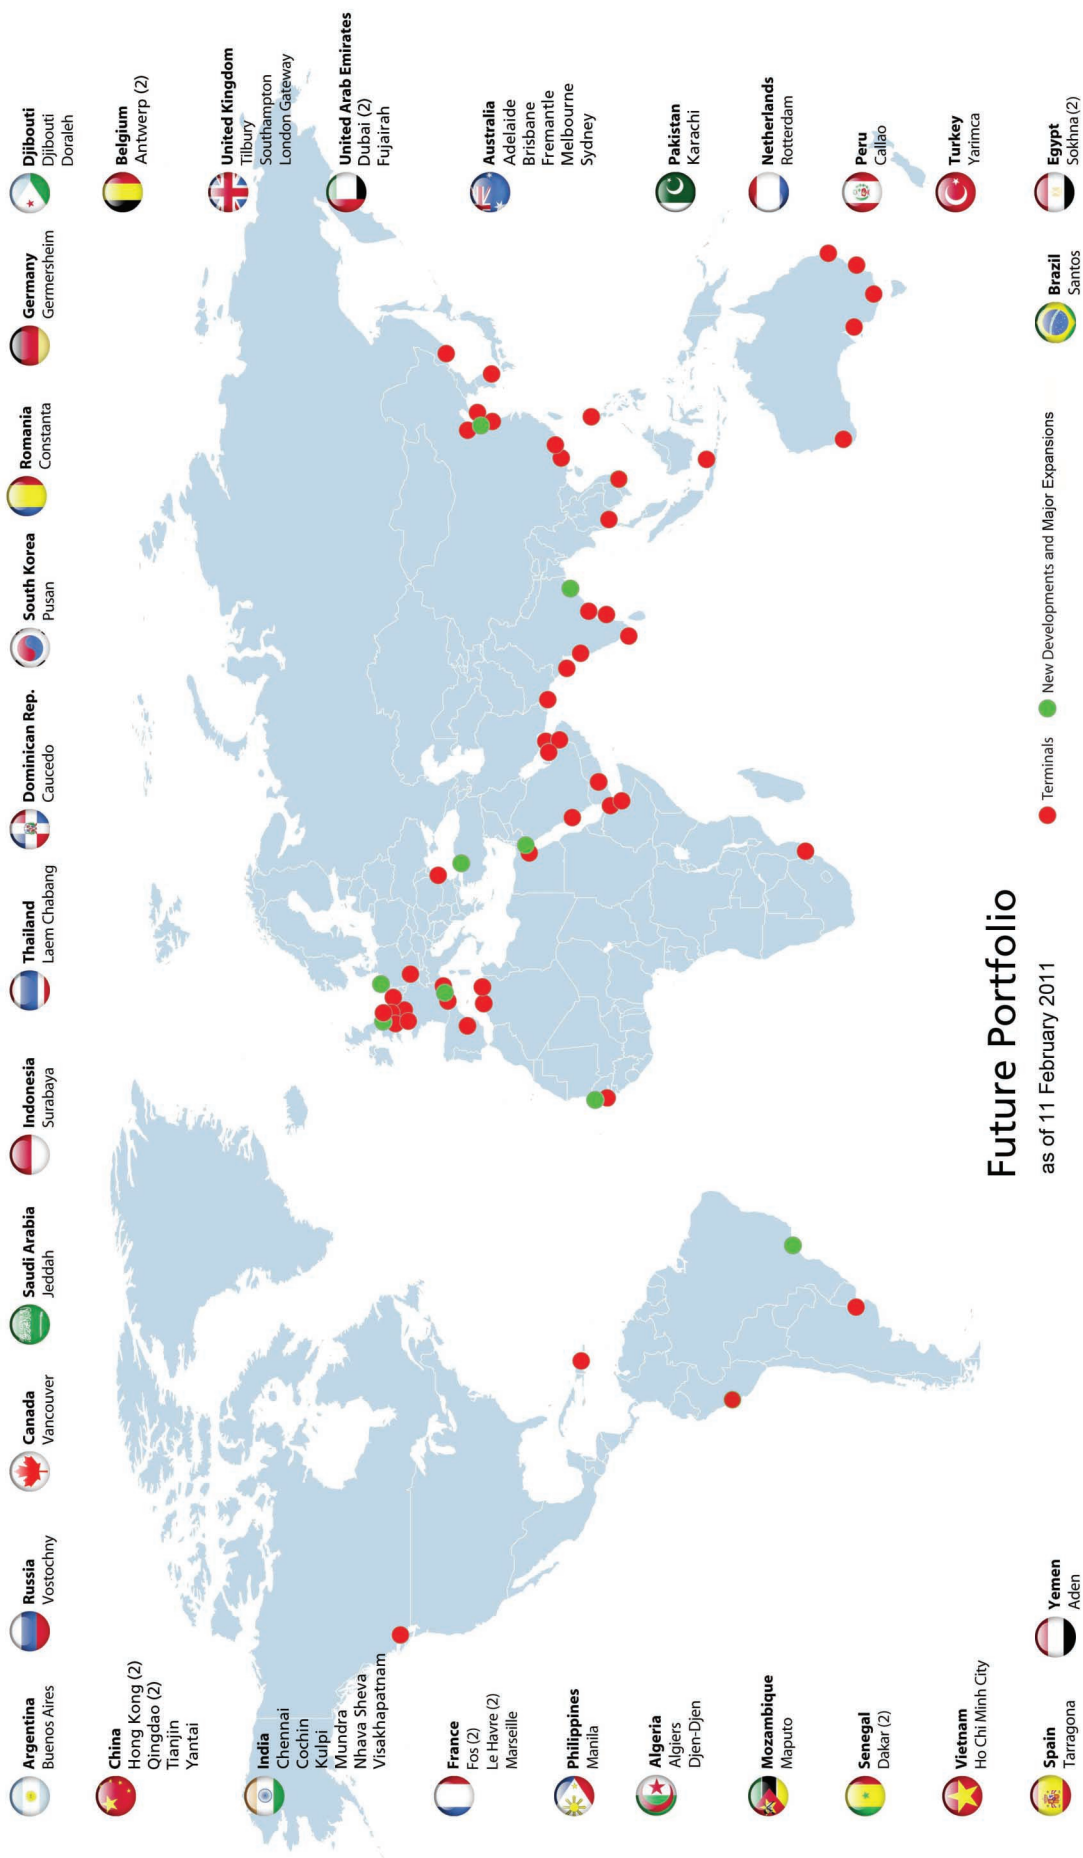 Argentina
Buenos Aires
Russia
Vostochny
Canada
Vancouver
Saudi Arabia
Jeddah
Indonesia
Surabaya
Thailand
Laem Chabang
Dominican Rep.
Caucedo
South Korea
Pusan
Romania
Constanta
Germany
Germersheim
Djibouti
Djibouti
Doraleh
China
Hong Kong (2)
Qingdao (2)
Tianjin
Yantai
India
Chennai
Cochin
Kulpi
Mundra
Nhava Sheva
Visakhapatnam
France
Fos (2)
Le Havre (2)
Marseille
Philippines
Manila
Algeria
Algiers
Djen-Djen
Mozambique
Maputo
Senegal
Dakar (2)
Vietnam
Ho Chi Minh City
Spain
Tarragona
Yemen
Aden
Belgium
Antwerp (2)
United Kingdom
Tilbury
Southampton
London Gateway
United Arab Emirates
Dubai (2)
Fujairah
Australia
Adelaide
Brisbane
Fremantle
Melbourne
Sydney
Pakistan
Karachi
Netherlands
Rotterdam
Peru
Callao
Turkey
Yarimca
Egypt
Sokhna (2)
Brazil
Santos
Future Portfolio
as of 11 February 2011
Terminals
New Developments and Major Expansions